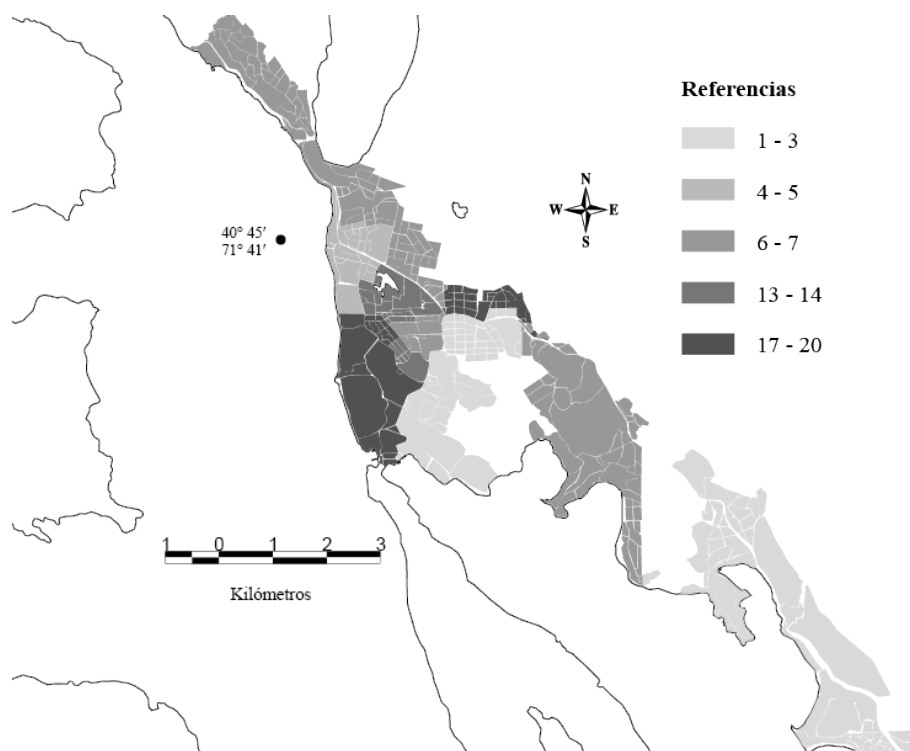 Referencias
1 - 3
4 - 5
6 - 7
13 - 14
17 - 20
N
W E
S
40° 45′
71° 41′
1 0 1 2 3
Kilómetros